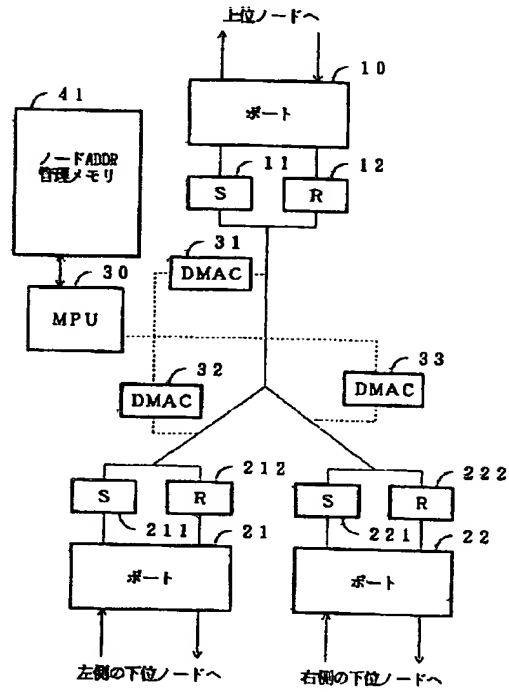 上位ノードへ
10
ポート
41
ノードADDR
管理メモリ
11
12
S
R
31
DMAC
30
MPU
32
DMAC
33
DMAC
S
R
212
211
S
R
222
221
21
ポート
22
ポート
左側の下位ノードへ
右側の下位ノードへ